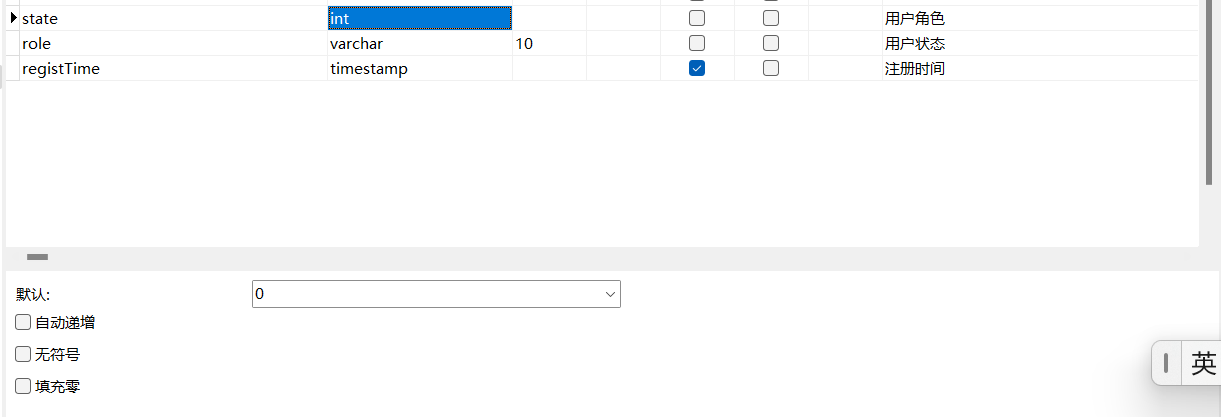 state int 用户角色
role varchar 10 用户状态
registTime timestamp 注册时间
默认: 0
自动递增
无符号
填充零
英